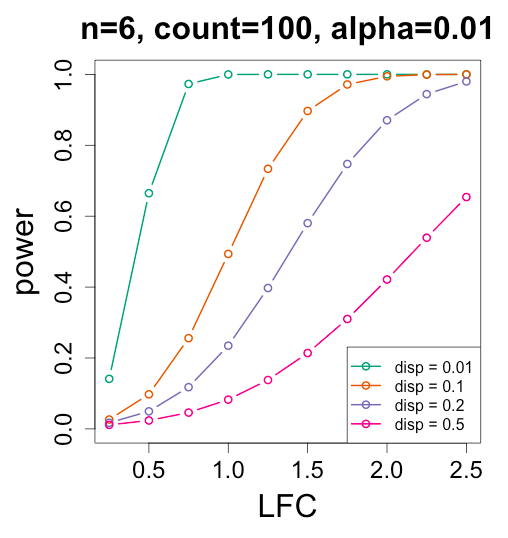 n=6, count=100, alpha=0.01
power
1.0
0.8
0.6
0.4
0.2
0.0
disp = 0.01
disp = 0.1
disp = 0.2
disp = 0.5
0.5 1.0 1.5 2.0 2.5
LFC